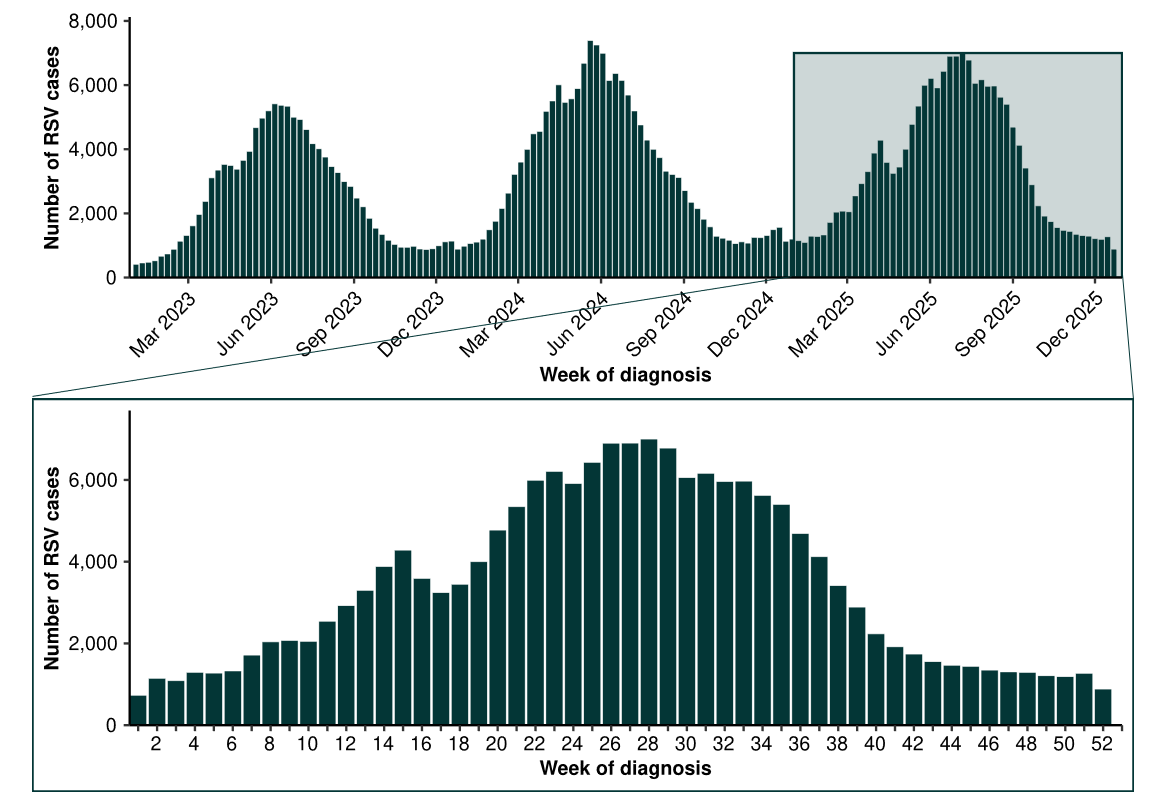 Number of RSV cases
8,000
6,000
4,000
2,000
0
Mar 2023
Jun 2023
Sep 2023
Dec 2023
Mar 2024
Jun 2024
Sep 2024
Dec 2024
Mar 2025
Jun 2025
Sep 2025
Dec 2025
Week of diagnosis
Number of RSV cases
6,000
4,000
2,000
0
2 4 6 8 10 12 14 16 18 20 22 24 26 28 30 32 34 36 38 40 42 44 46 48 50 52
Week of diagnosis